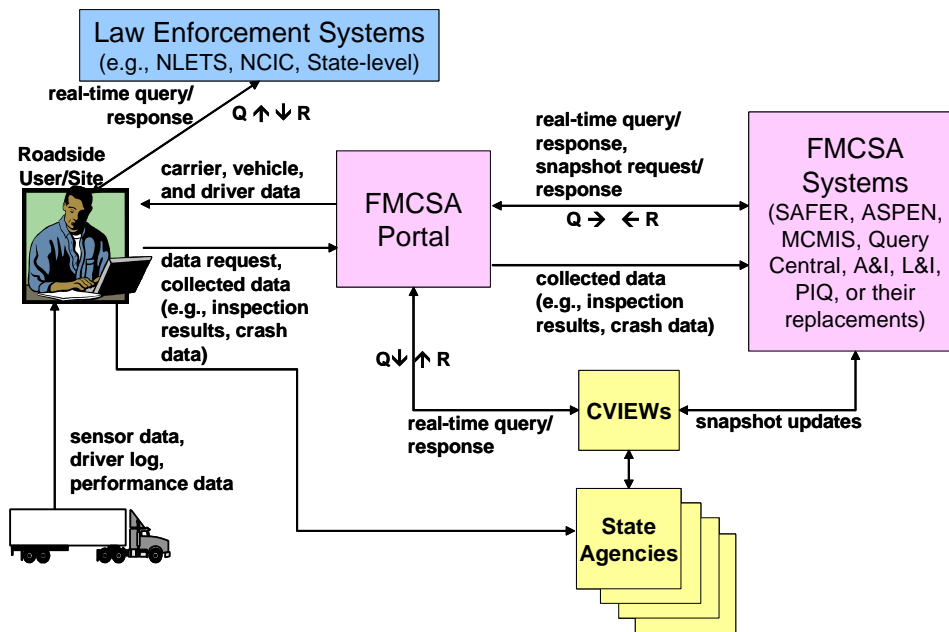 Law Enforcement Systems
(e.g., NLETS, NCIC, State-level)
real-time query/
response
Q ↑ ↓ R
Roadside
User/Site
carrier, vehicle,
and driver data
FMCSA
Portal
real-time query/
response,
snapshot request/
response
Q → ← R
FMCSA
Systems
(SAFER, ASPEN,
MCMIS, Query
Central, A&I, L&I,
PIQ, or their
replacements)
data request,
collected data
(e.g., inspection
results, crash
data)
collected data
(e.g., inspection
results, crash data)
Q ↓ ↑ R
real-time query/
response
CVIEWs
snapshot updates
sensor data,
driver log,
performance data
State
Agencies